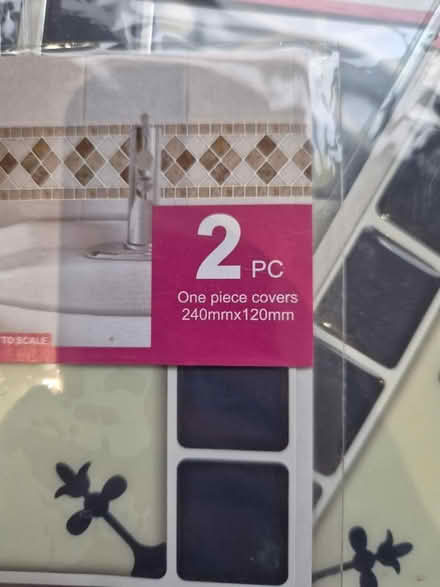 2 PC
One piece covers
240mmx120mm
TO SCALE